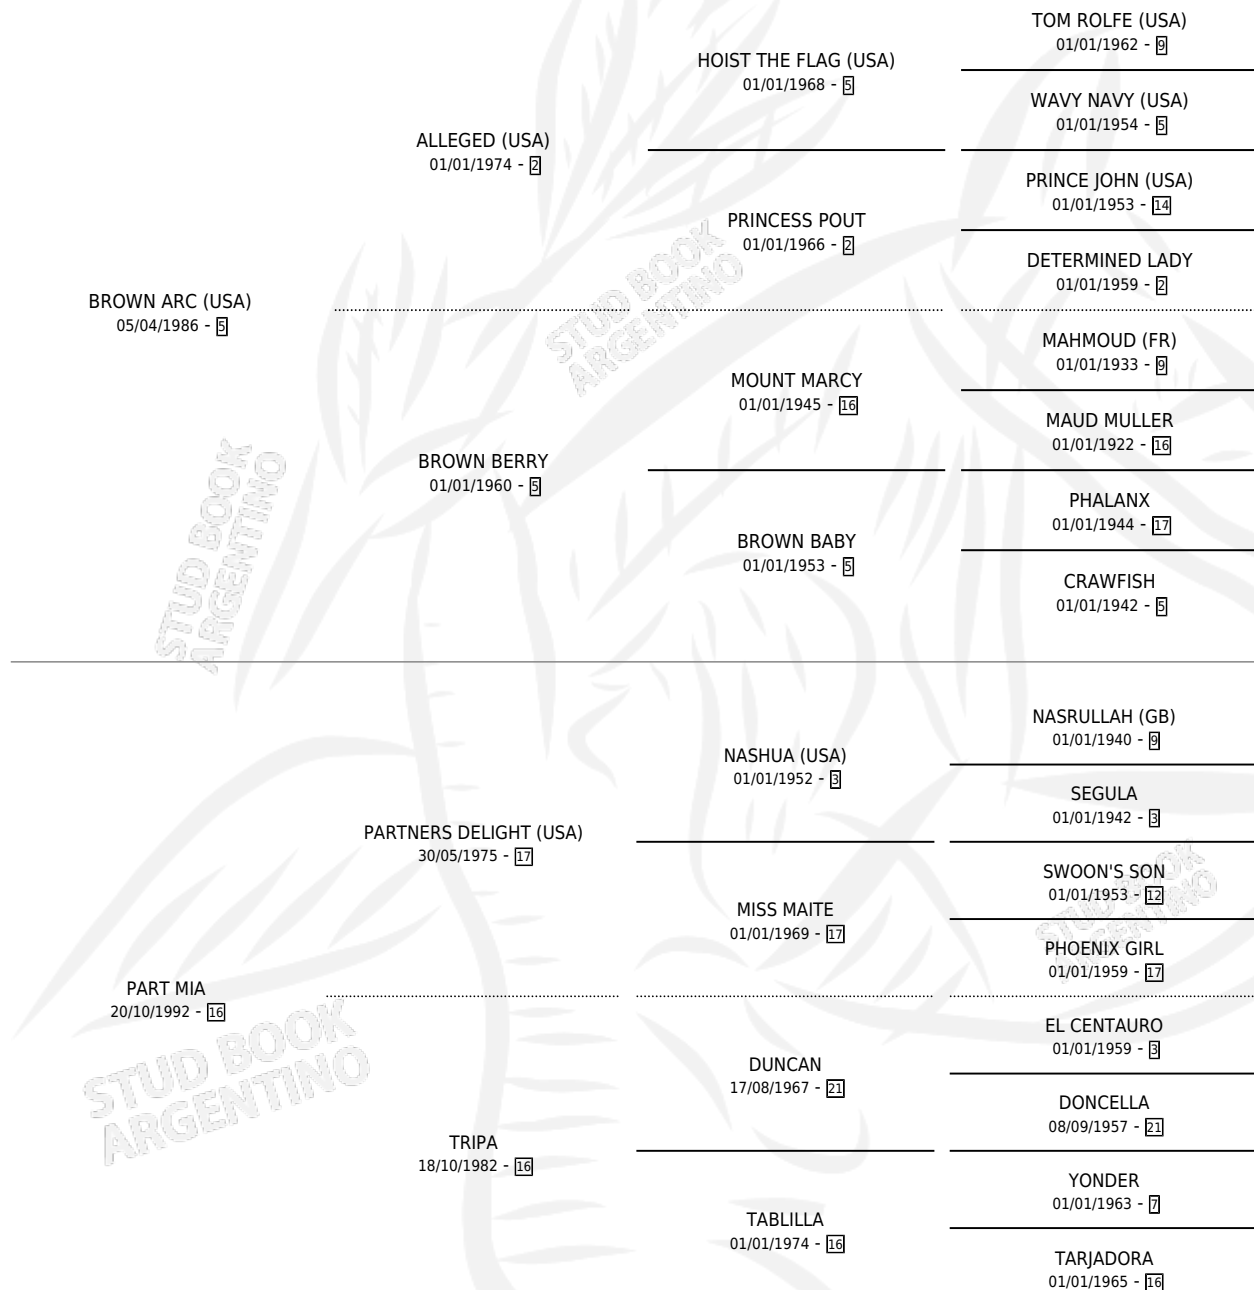 BROWN ARC (USA)
05/04/1986 - 5
ALLEGED (USA)
01/01/1974 - 2
HOIST THE FLAG (USA)
01/01/1968 - 5
TOM ROLFE (USA)
01/01/1962 - 9
WAVY NAVY (USA)
01/01/1954 - 5
PRINCESS POUT
01/01/1966 - 2
PRINCE JOHN (USA)
01/01/1953 - 14
DETERMINED LADY
01/01/1959 - 2
BROWN BERRY
01/01/1960 - 5
MOUNT MARCY
01/01/1945 - 16
MAHMOUD (FR)
01/01/1933 - 9
MAUD MULLER
01/01/1922 - 16
BROWN BABY
01/01/1953 - 5
PHALANX
01/01/1944 - 17
CRAWFISH
01/01/1942 - 5
PART MIA
20/10/1992 - 16
PARTNERS DELIGHT (USA)
30/05/1975 - 17
NASHUA (USA)
01/01/1952 - 3
NASRULLAH (GB)
01/01/1940 - 9
SEGULA
01/01/1942 - 3
MISS MAITE
01/01/1969 - 17
SWOON'S SON
01/01/1953 - 12
PHOENIX GIRL
01/01/1959 - 17
TRIPA
18/10/1982 - 16
DUNCAN
17/08/1967 - 21
EL CENTAURO
01/01/1959 - 3
DONCELLA
08/09/1957 - 21
TABLILLA
01/01/1974 - 16
YONDER
01/01/1963 - 7
TARJADORA
01/01/1965 - 16
STUD BOOK
ARGENTINO
STUD BOOK
ARGENTINO
STUD BOOK
ARGENTINO
STUD BOOK
ARGENTINO